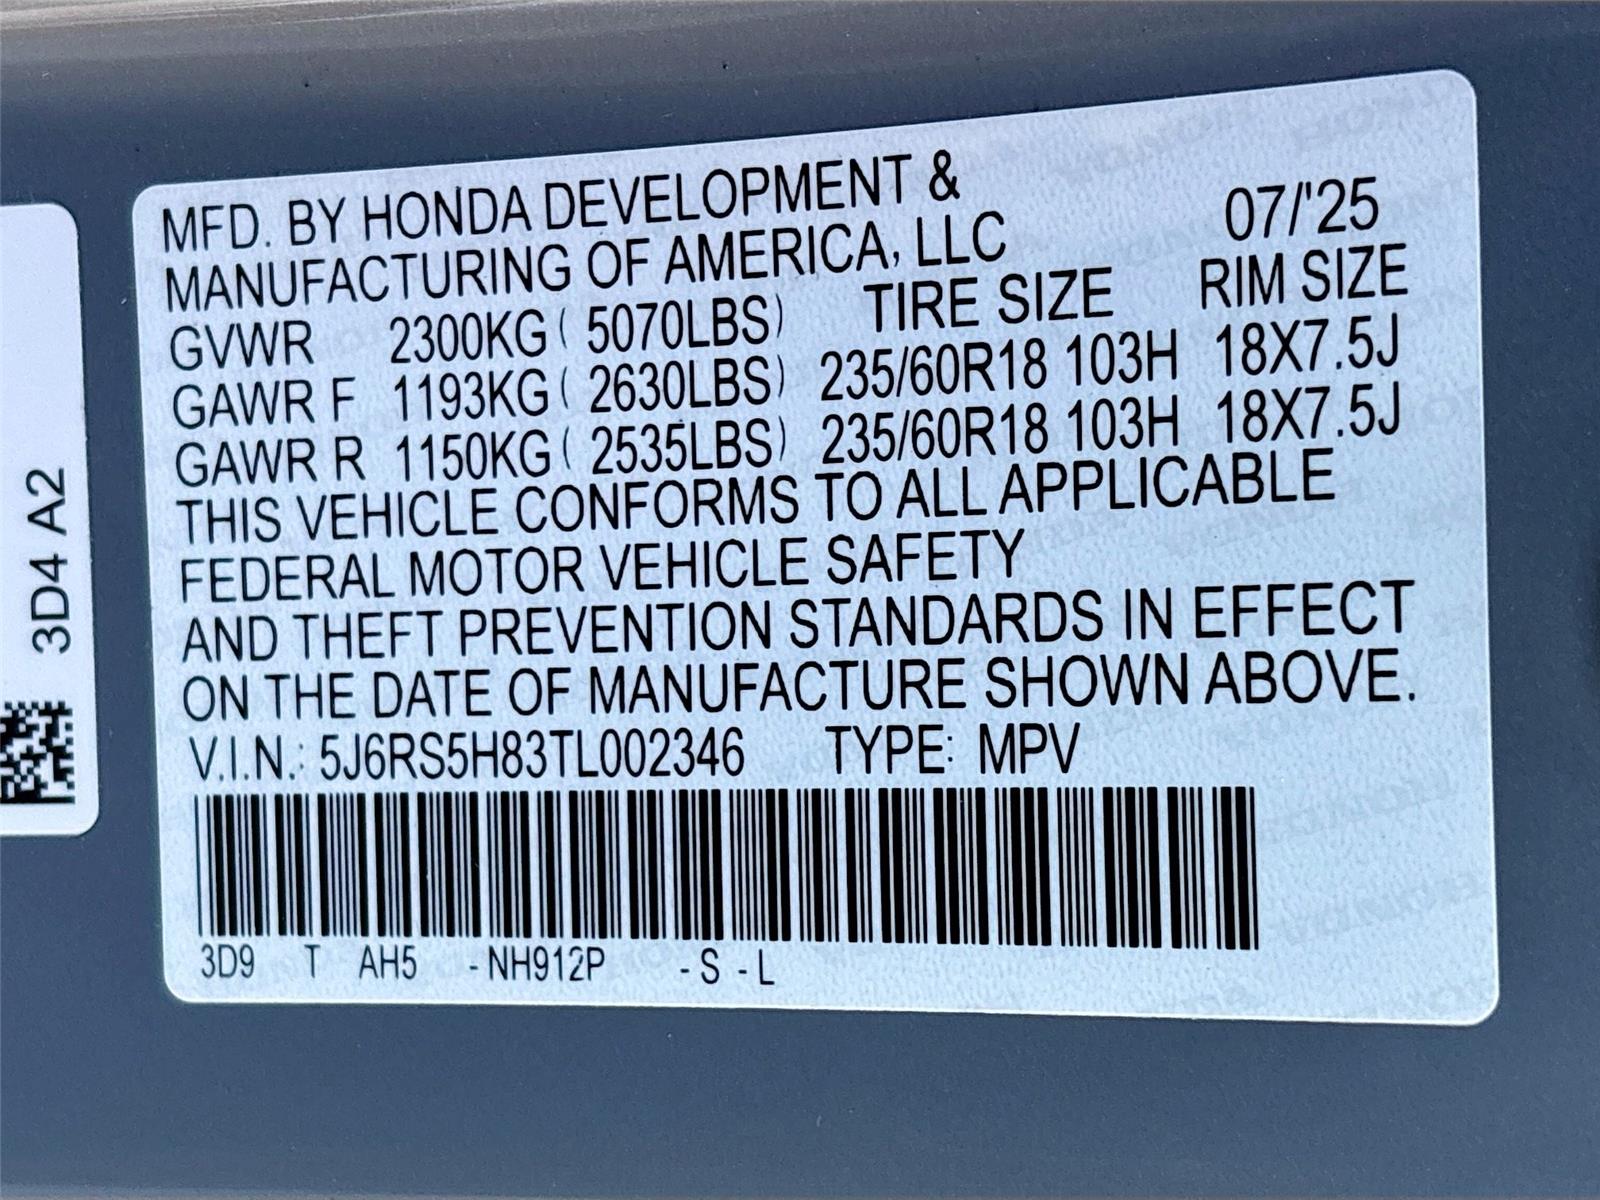 MFD. BY HONDA DEVELOPMENT &
MANUFACTURING OF AMERICA, LLC 07/'25
TIRE SIZE RIM SIZE
GVWR 2300KG ( 5070LBS)
GAWR F 1193KG ( 2630LBS) 235/60R18 103H 18X7.5J
GAWR R 1150KG ( 2535LBS) 235/60R18 103H 18X7.5J
THIS VEHICLE CONFORMS TO ALL APPLICABLE
FEDERAL MOTOR VEHICLE SAFETY
AND THEFT PREVENTION STANDARDS IN EFFECT
ON THE DATE OF MANUFACTURE SHOWN ABOVE.
V.I.N.: 5J6RS5H83TL002346 TYPE: MPV
3D9 T AH5 - NH912P - S - L
3D4 A2